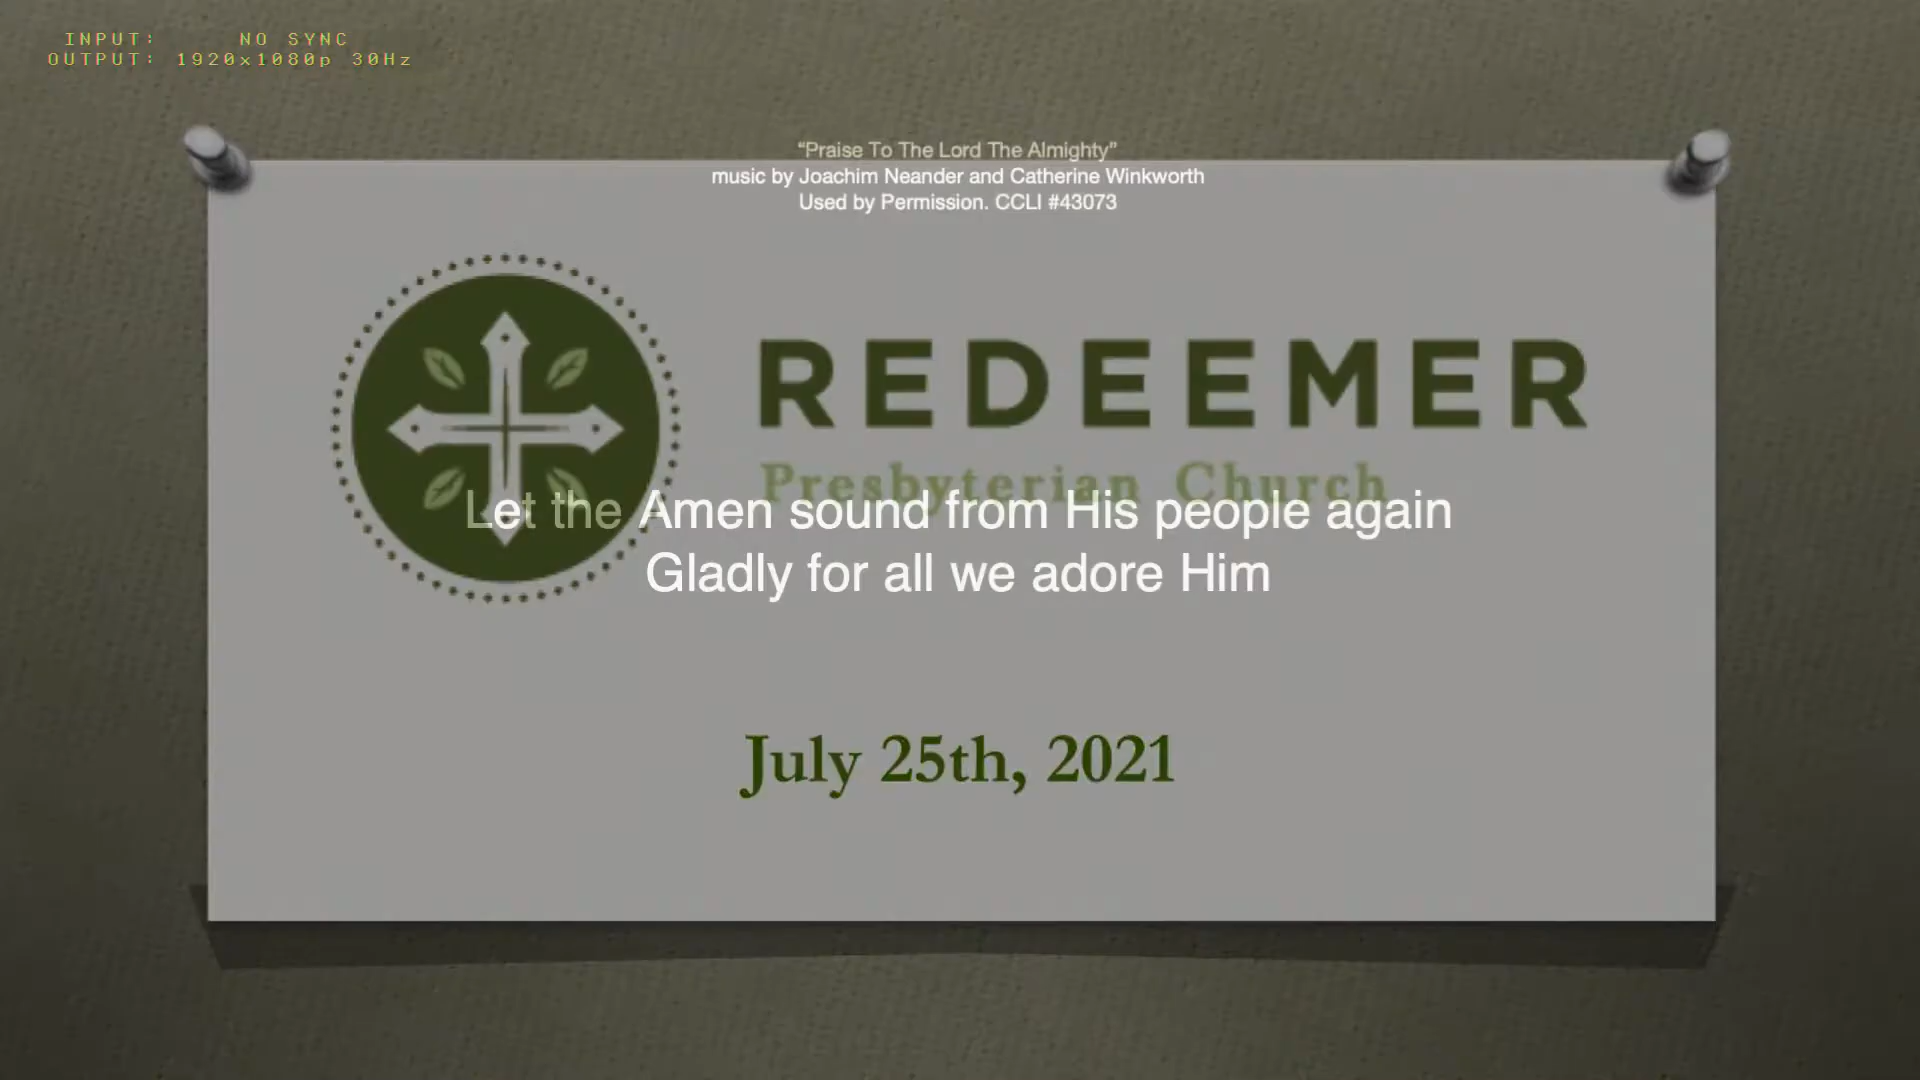 INPUT: NO SYNC
OUTPUT: 1920x1080p 30Hz
“Praise To The Lord The Almighty”
music by Joachim Neander and Catherine Winkworth
Used by Permission. CCLI #43073
REDEEMER
Presbyterian Church
Let the Amen sound from His people again
Gladly for all we adore Him
July 25th, 2021